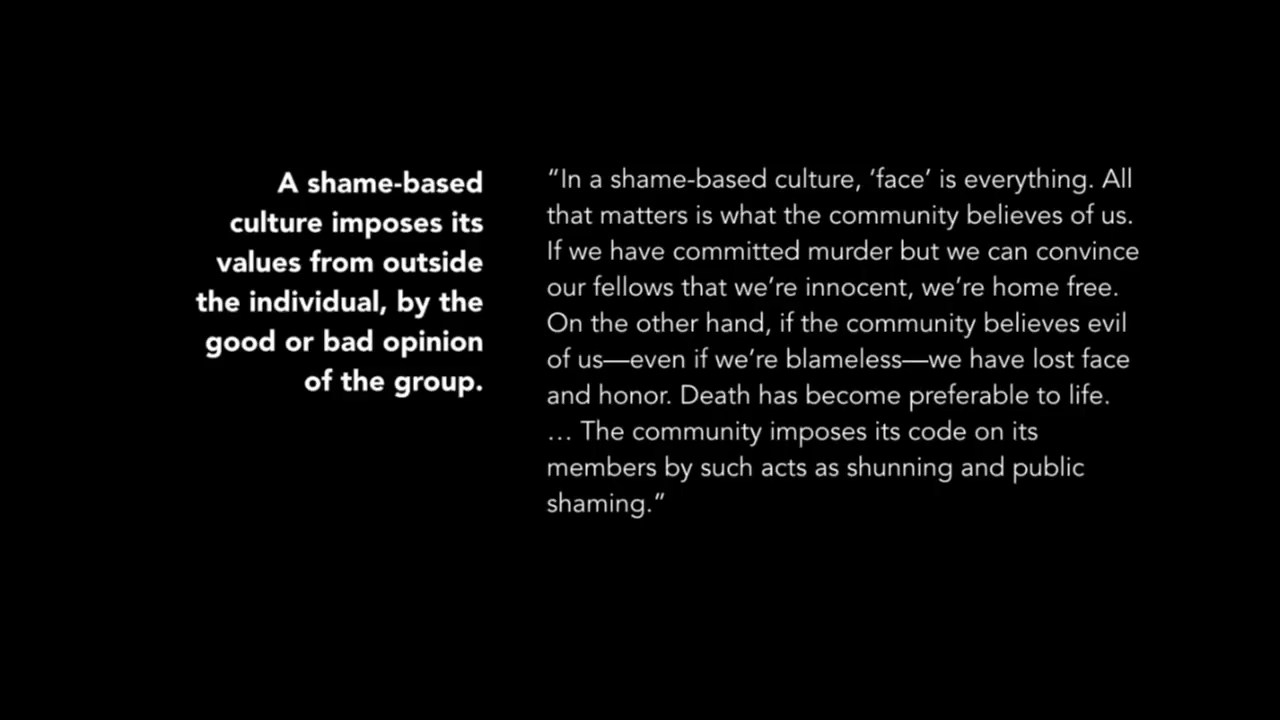 A shame-based
culture imposes its
values from outside
the individual, by the
good or bad opinion
of the group.
“In a shame-based culture, ‘face’ is everything. All
that matters is what the community believes of us.
If we have committed murder but we can convince
our fellows that we’re innocent, we’re home free.
On the other hand, if the community believes evil
of us—even if we’re blameless—we have lost face
and honor. Death has become preferable to life.
… The community imposes its code on its
members by such acts as shunning and public
shaming.”